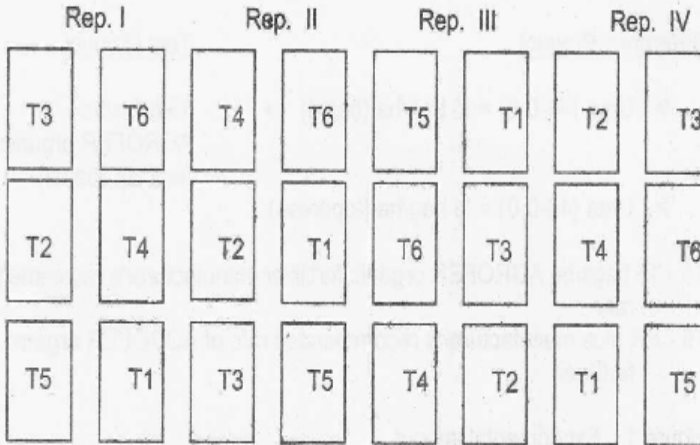 Rep. I Rep. II Rep. III Rep. IV
T3 T6 T4 T6 T5 T1 T2 T3
T2 T4 T2 T1 T6 T3 T4 T6
T5 T1 T3 T5 T4 T2 T1 T5